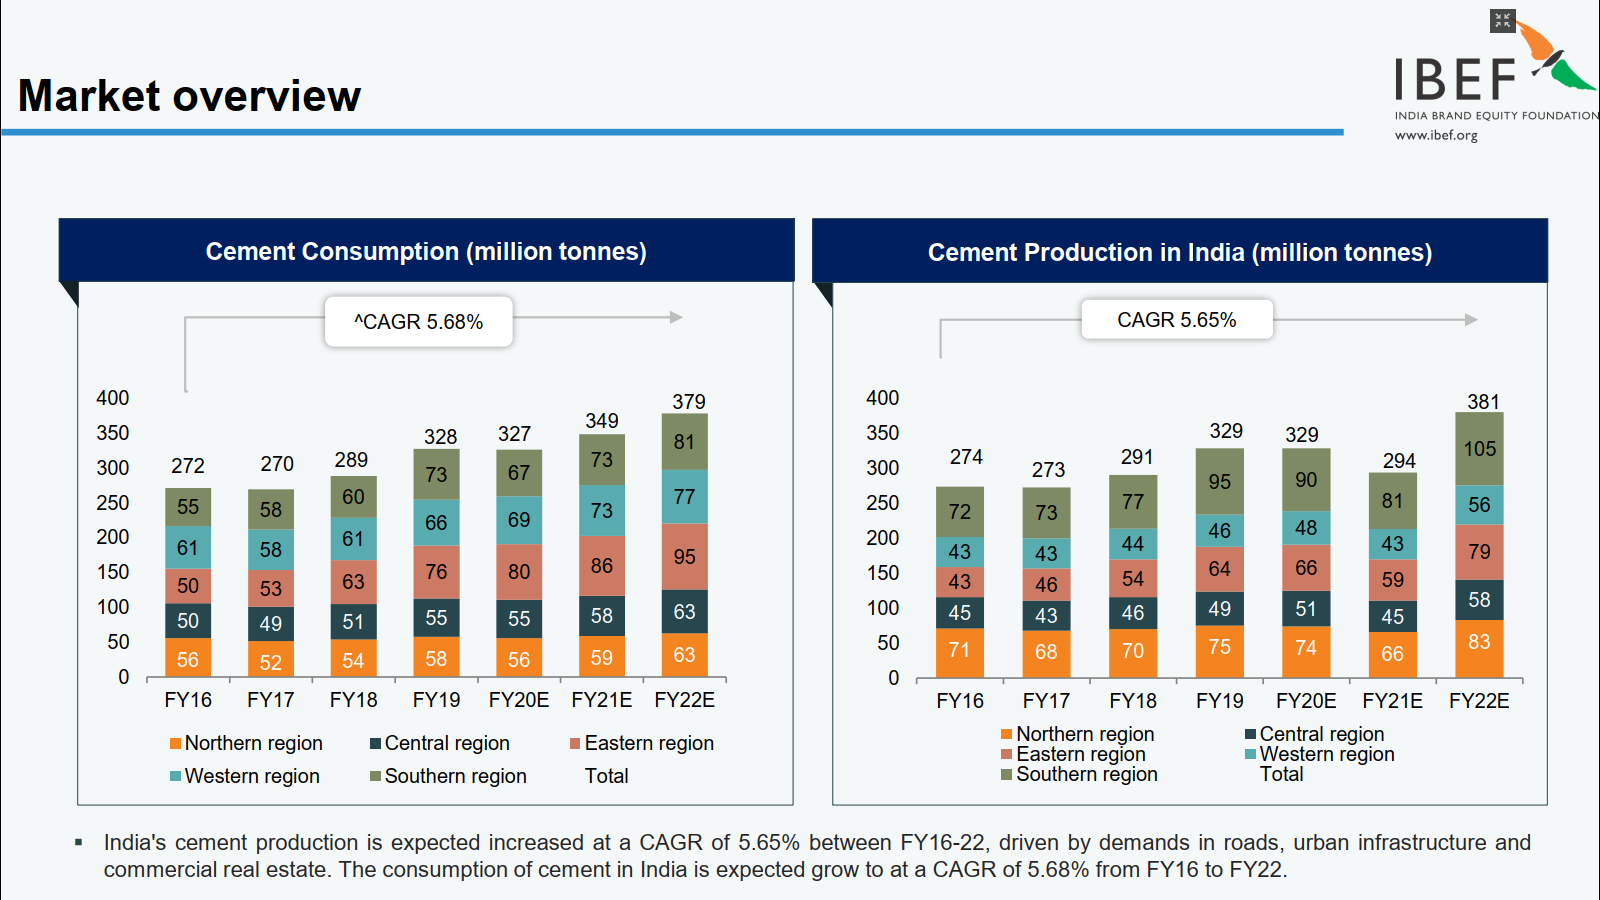 Market overview
IBEF
INDIA BRAND EQUITY FOUNDATION
www.ibef.org
Cement Consumption (million tonnes)
^CAGR 5.68%
400
350
300
250
200
150
100
50
0
272 270 289 328 327 349 379
55 58 60 73 67 73 81
61 58 61 66 69 73 77
50 53 63 76 80 86 95
50 49 51 55 55 58 63
56 52 54 58 56 59 63
FY16 FY17 FY18 FY19 FY20E FY21E FY22E
Northern region Central region Eastern region
Western region Southern region Total
Cement Production in India (million tonnes)
CAGR 5.65%
400
350
300
250
200
150
100
50
0
274 273 291 329 329 294 381
72 73 77 95 90 81 105
43 43 44 46 48 43 56
43 46 54 64 66 59 79
45 43 46 49 51 45 58
71 68 70 75 74 66 83
FY16 FY17 FY18 FY19 FY20E FY21E FY22E
Northern region Central region
Eastern region Western region
Southern region Total
▪ India's cement production is expected increased at a CAGR of 5.65% between FY16-22, driven by demands in roads, urban infrastructure and
commercial real estate. The consumption of cement in India is expected grow to at a CAGR of 5.68% from FY16 to FY22.